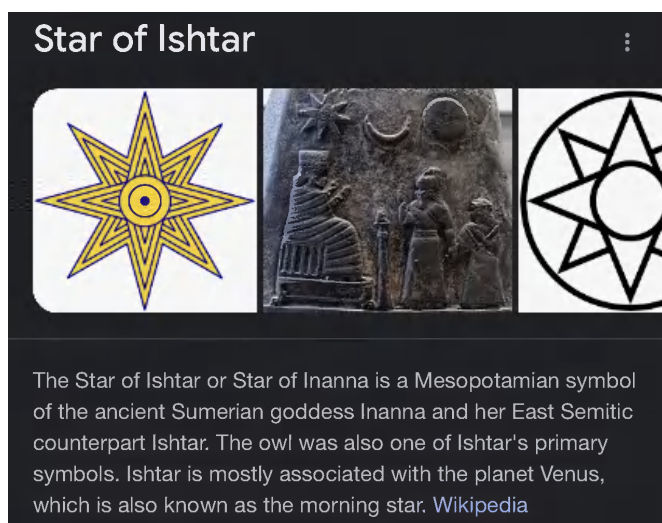 Star of Ishtar
The Star of Ishtar or Star of Inanna is a Mesopotamian symbol
of the ancient Sumerian goddess Inanna and her East Semitic
counterpart Ishtar. The owl was also one of Ishtar's primary
symbols. Ishtar is mostly associated with the planet Venus,
which is also known as the morning star. Wikipedia